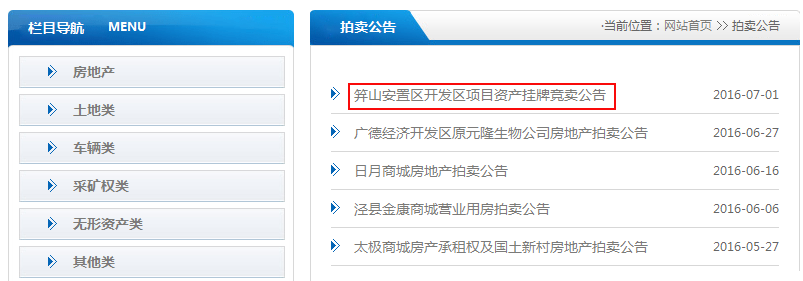 栏目导航 MENU
房地产
土地类
车辆类
采矿权类
无形资产类
其他类
拍卖公告 ·当前位置：网站首页 >> 拍卖公告
笄山安置区开发区项目资产挂牌竞卖公告 2016-07-01
广德经济开发区原元隆生物公司房地产拍卖公告 2016-06-27
日月商城房地产拍卖公告 2016-06-16
泾县金康商城营业用房拍卖公告 2016-06-06
太极商城房产承租权及国土新村房地产拍卖公告 2016-05-27